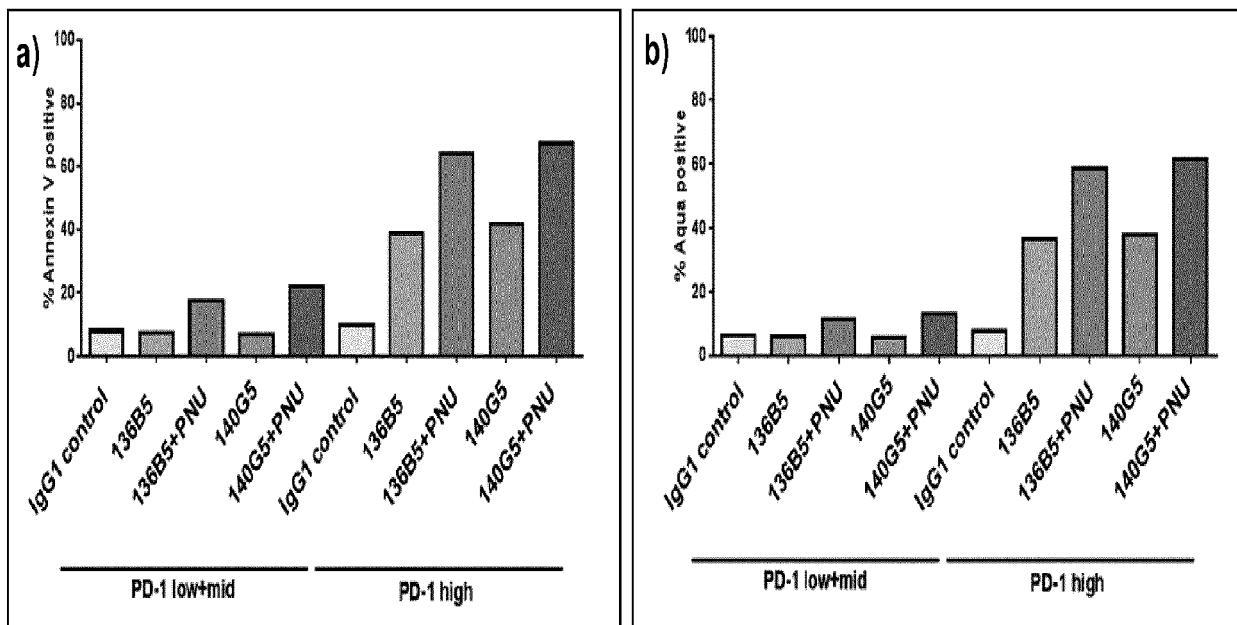 a)
% Annexin V positive
100
80
60
40
20
0
IgG1 control
136B5
136B5+PNU
140G5
140G5+PNU
IgG1 control
136B5
136B5+PNU
140G5
140G5+PNU
PD-1 low+mid
PD-1 high
b)
% Aqua positive
100
80
60
40
20
0
IgG1 control
136B5
136B5+PNU
140G5
140G5+PNU
IgG1 control
136B5
136B5+PNU
140G5
140G5+PNU
PD-1 low+mid
PD-1 high